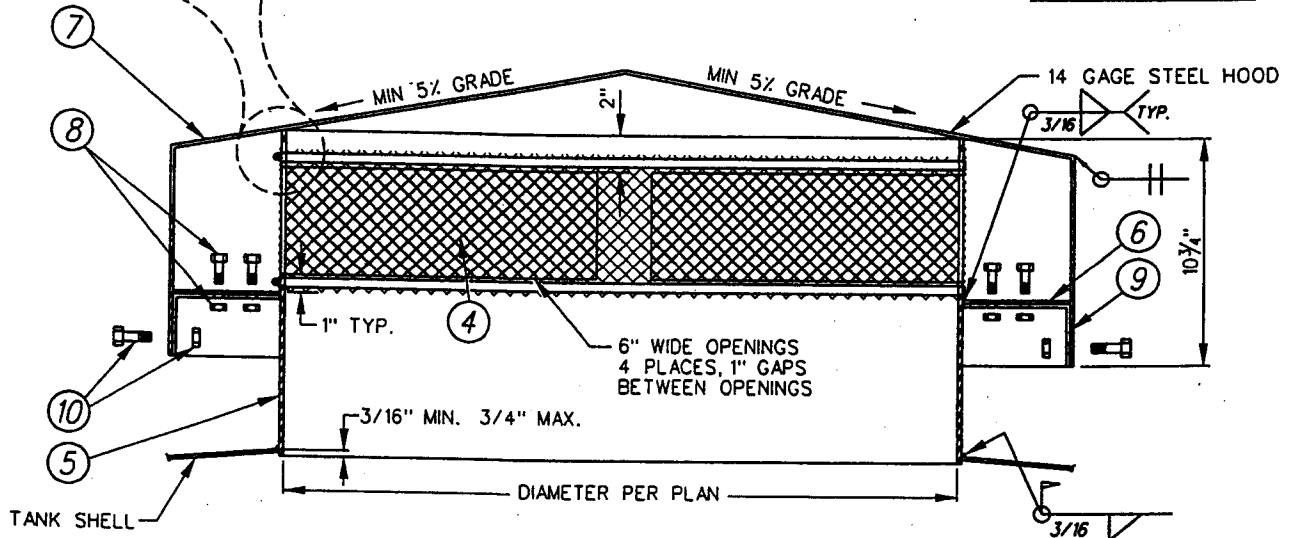 7
MIN 5% GRADE
MIN 5% GRADE
2"
14 GAGE STEEL HOOD
3/16
TYP.
8
6
10¾"
9
4
1" TYP.
6" WIDE OPENINGS
4 PLACES, 1" GAPS
BETWEEN OPENINGS
10
3/16" MIN. 3/4" MAX.
5
DIAMETER PER PLAN
TANK SHELL
3/16